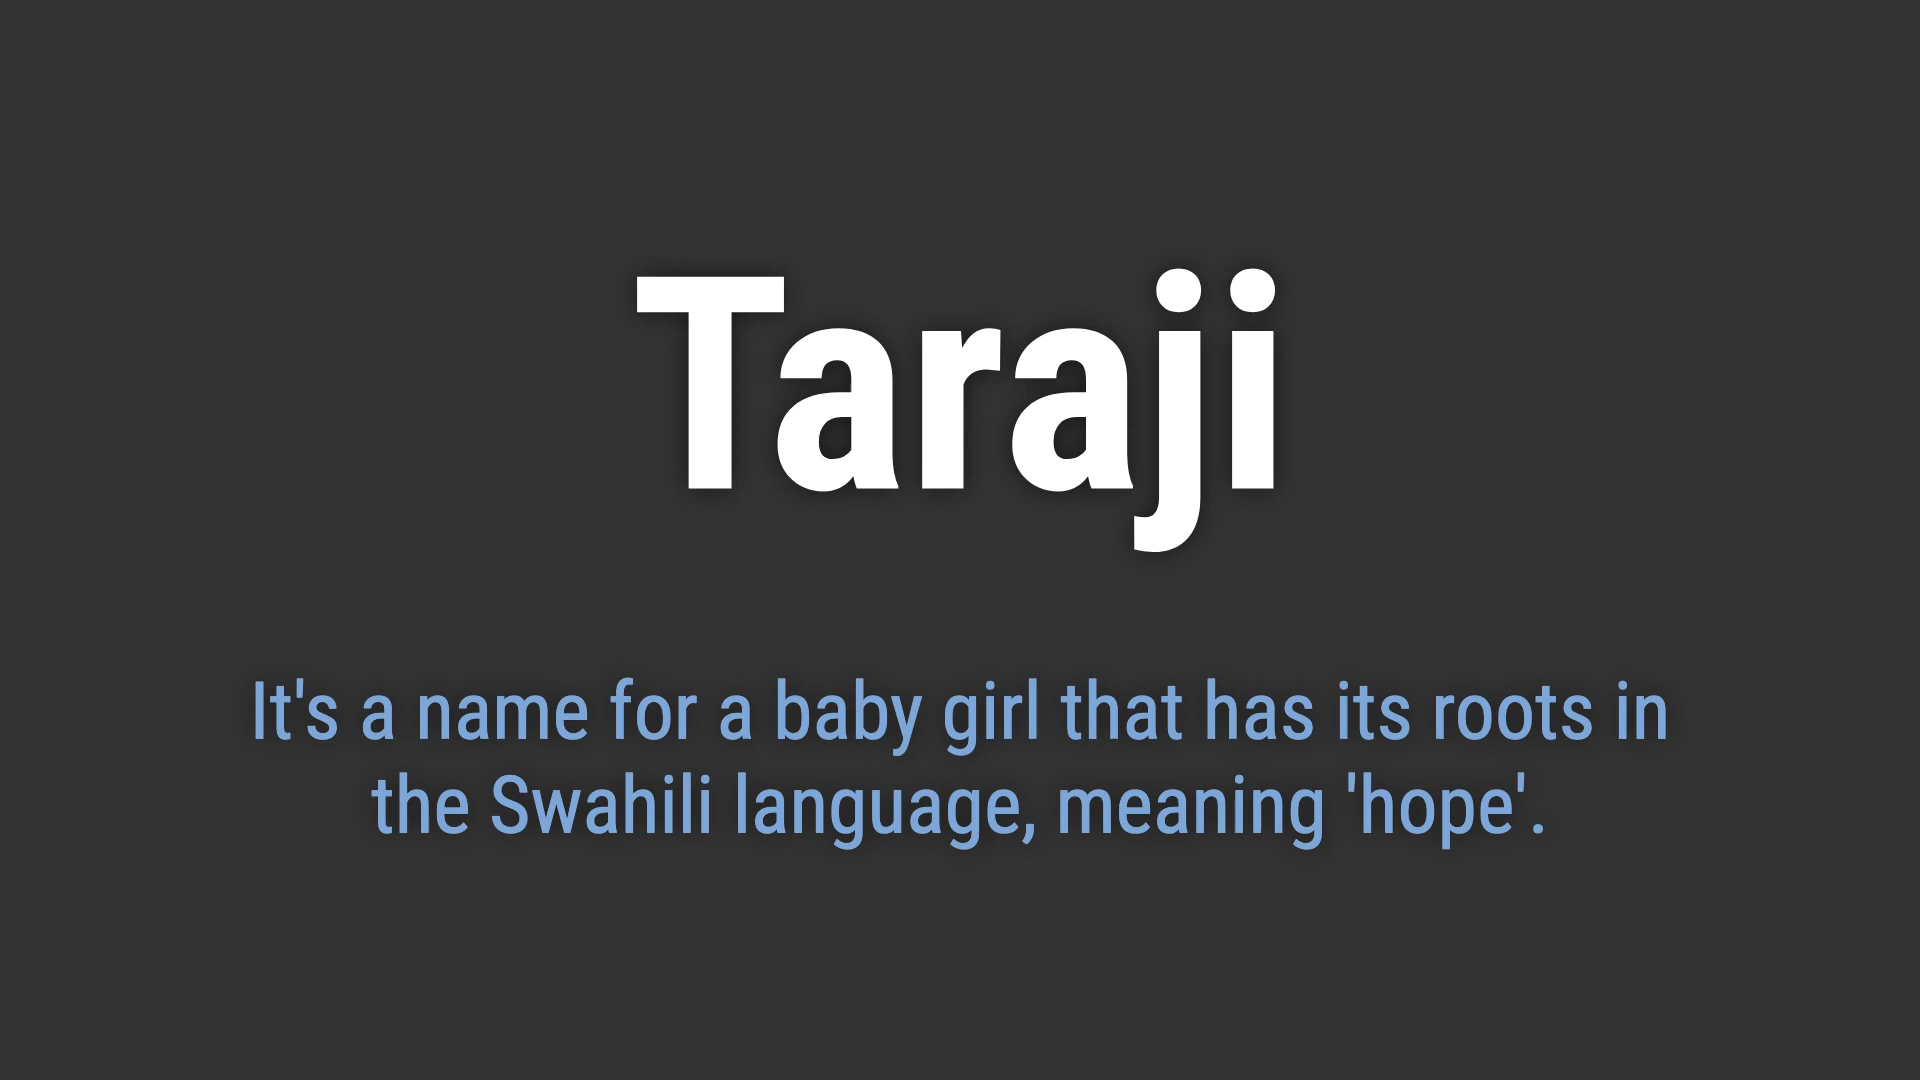 Taraji
It's a name for a baby girl that has its roots in
the Swahili language, meaning 'hope'.